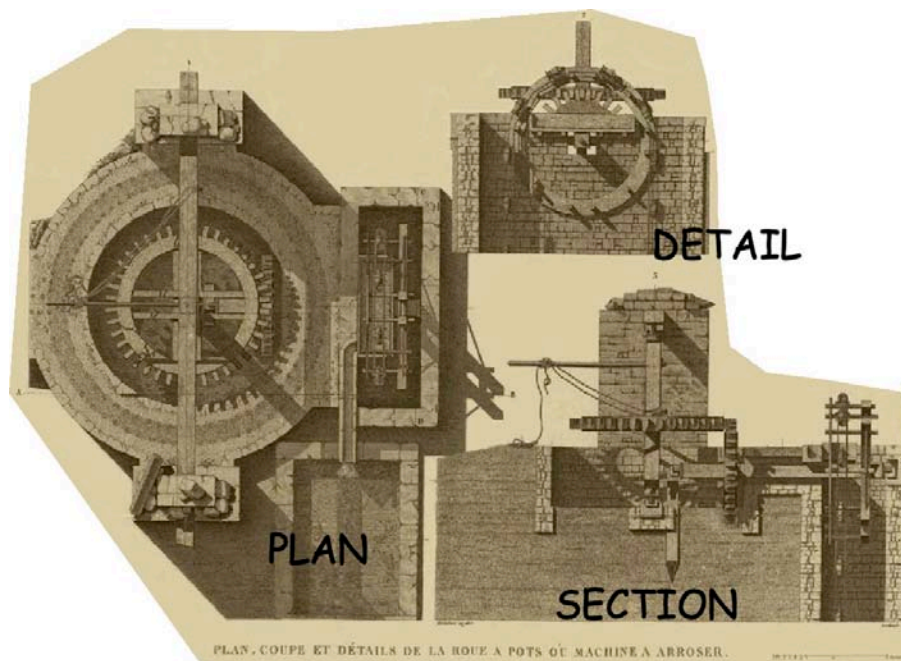 DETAIL
PLAN
SECTION
PLAN, COUPE ET DÉTAILS DE LA ROUE A POTS OU MACHINE A ARROSER.